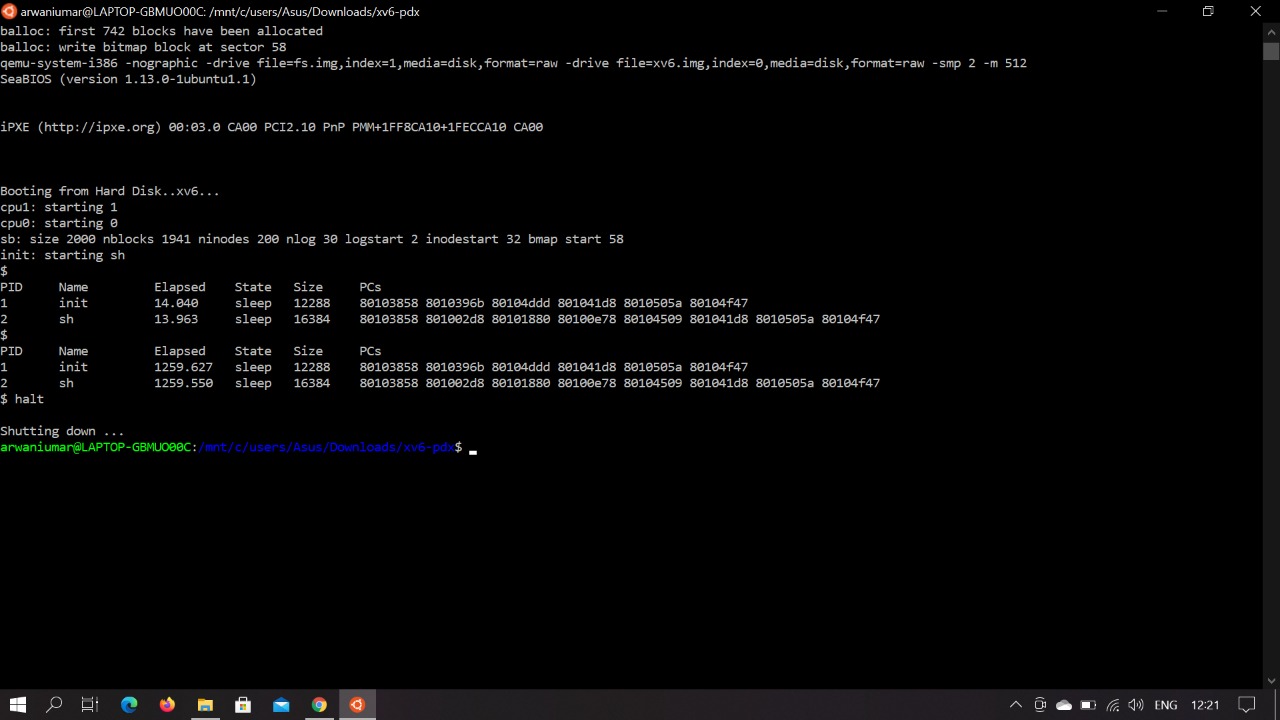 arwaniumar@LAPTOP-GBMUO00C: /mnt/c/users/Asus/Downloads/xv6-pdx
balloc: first 742 blocks have been allocated
balloc: write bitmap block at sector 58
qemu-system-i386 -nographic -drive file=fs.img,index=1,media=disk,format=raw -drive file=xv6.img,index=0,media=disk,format=raw -smp 2 -m 512
SeaBIOS (version 1.13.0-1ubuntu1.1)
iPXE (http://ipxe.org) 00:03.0 CA00 PCI2.10 PnP PMM+1FF8CA10+1FECCA10 CA00
Booting from Hard Disk..xv6...
cpu1: starting 1
cpu0: starting 0
sb: size 2000 nblocks 1941 ninodes 200 nlog 30 logstart 2 inodestart 32 bmap start 58
init: starting sh
$
PID Name Elapsed State Size PCs
1 init 14.040 sleep 12288 80103858 8010396b 80104ddd 801041d8 8010505a 80104f47
2 sh 13.963 sleep 16384 80103858 801002d8 80101880 80100e78 80104509 801041d8 8010505a 80104f47
$
PID Name Elapsed State Size PCs
1 init 1259.627 sleep 12288 80103858 8010396b 80104ddd 801041d8 8010505a 80104f47
2 sh 1259.550 sleep 16384 80103858 801002d8 80101880 80100e78 80104509 801041d8 8010505a 80104f47
$ halt
Shutting down ...
arwaniumar@LAPTOP-GBMUO00C:/mnt/c/users/Asus/Downloads/xv6-pdx$
ENG 12:21